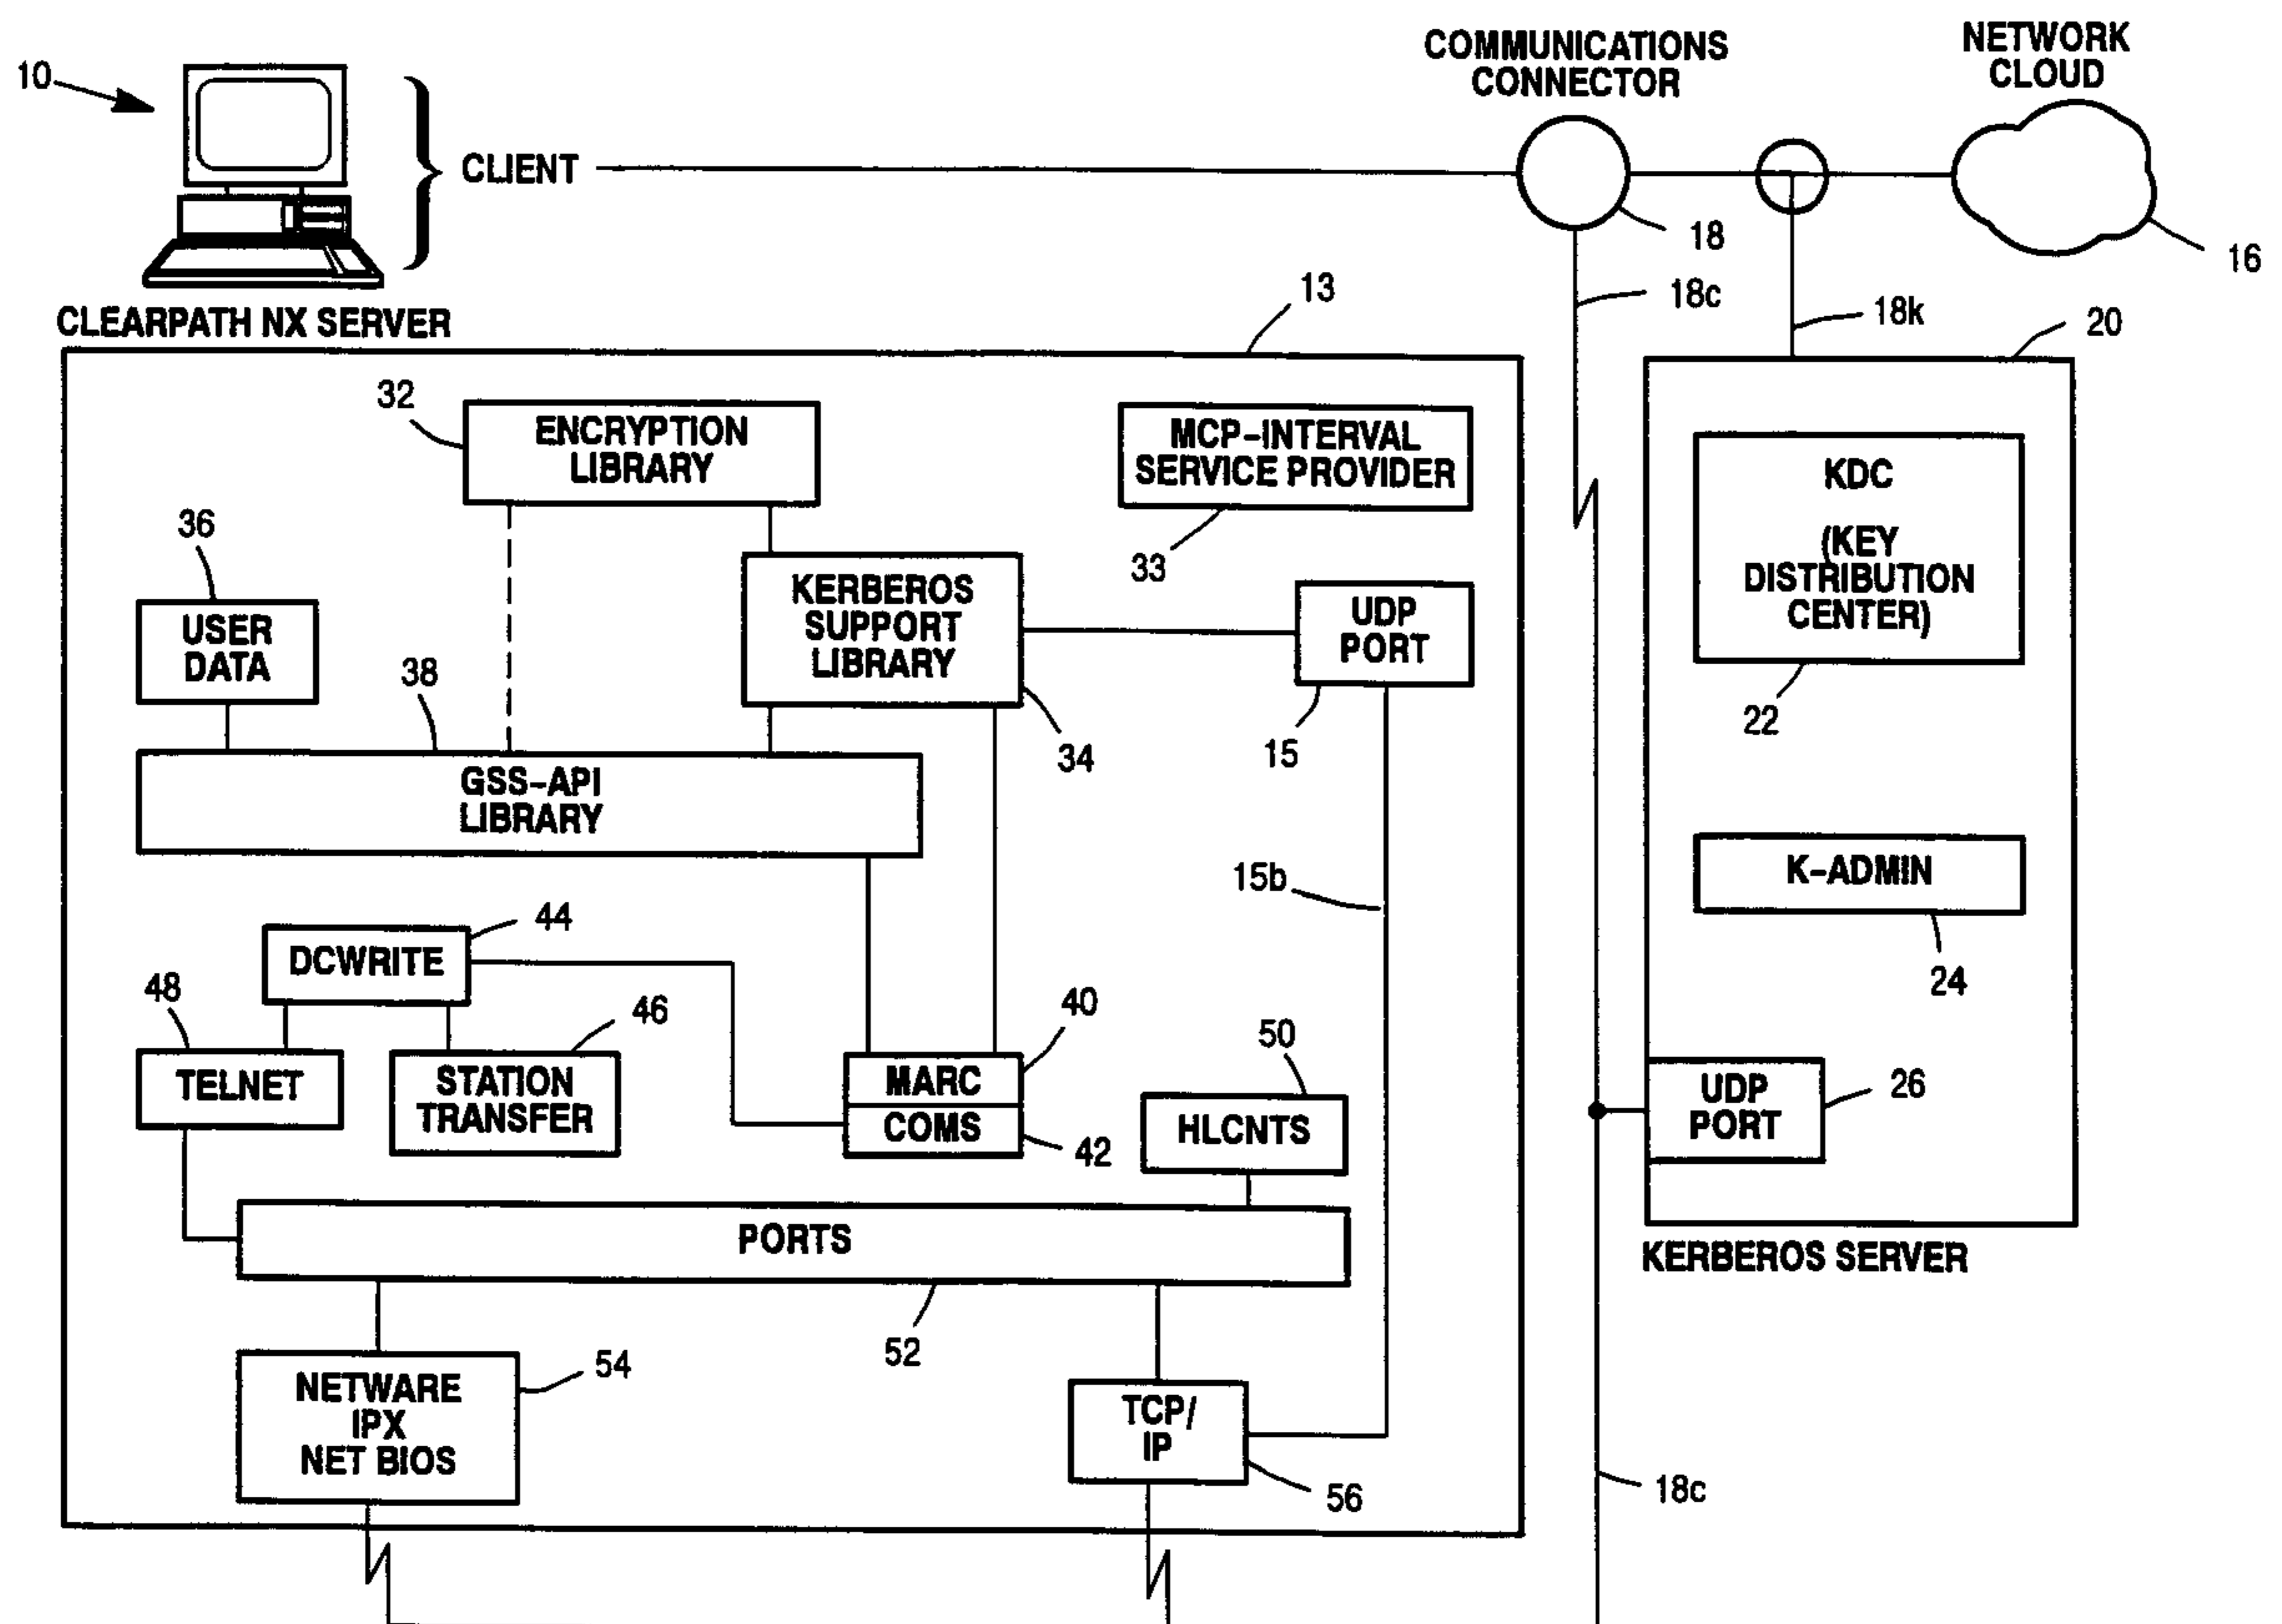 COMMUNICATIONS
CONNECTOR
NETWORK
CLOUD
10
CLIENT
18
16
CLEARPATH NX SERVER
13
18c
18k
20
32
ENCRYPTION
LIBRARY
MCP-INTERVAL
SERVICE PROVIDER
33
KDC
(KEY
DISTRIBUTION
CENTER)
22
36
USER
DATA
KERBEROS
SUPPORT
LIBRARY
34
UDP
PORT
15
38
GSS-API
LIBRARY
15b
K-ADMIN
24
44
DCWRITE
48
TELNET
46
STATION
TRANSFER
40
MARC
COMS
42
50
HLCNTS
UDP
PORT
26
PORTS
52
KERBEROS SERVER
NETWARE
IPX
NET BIOS
54
TCP/
IP
56
18c